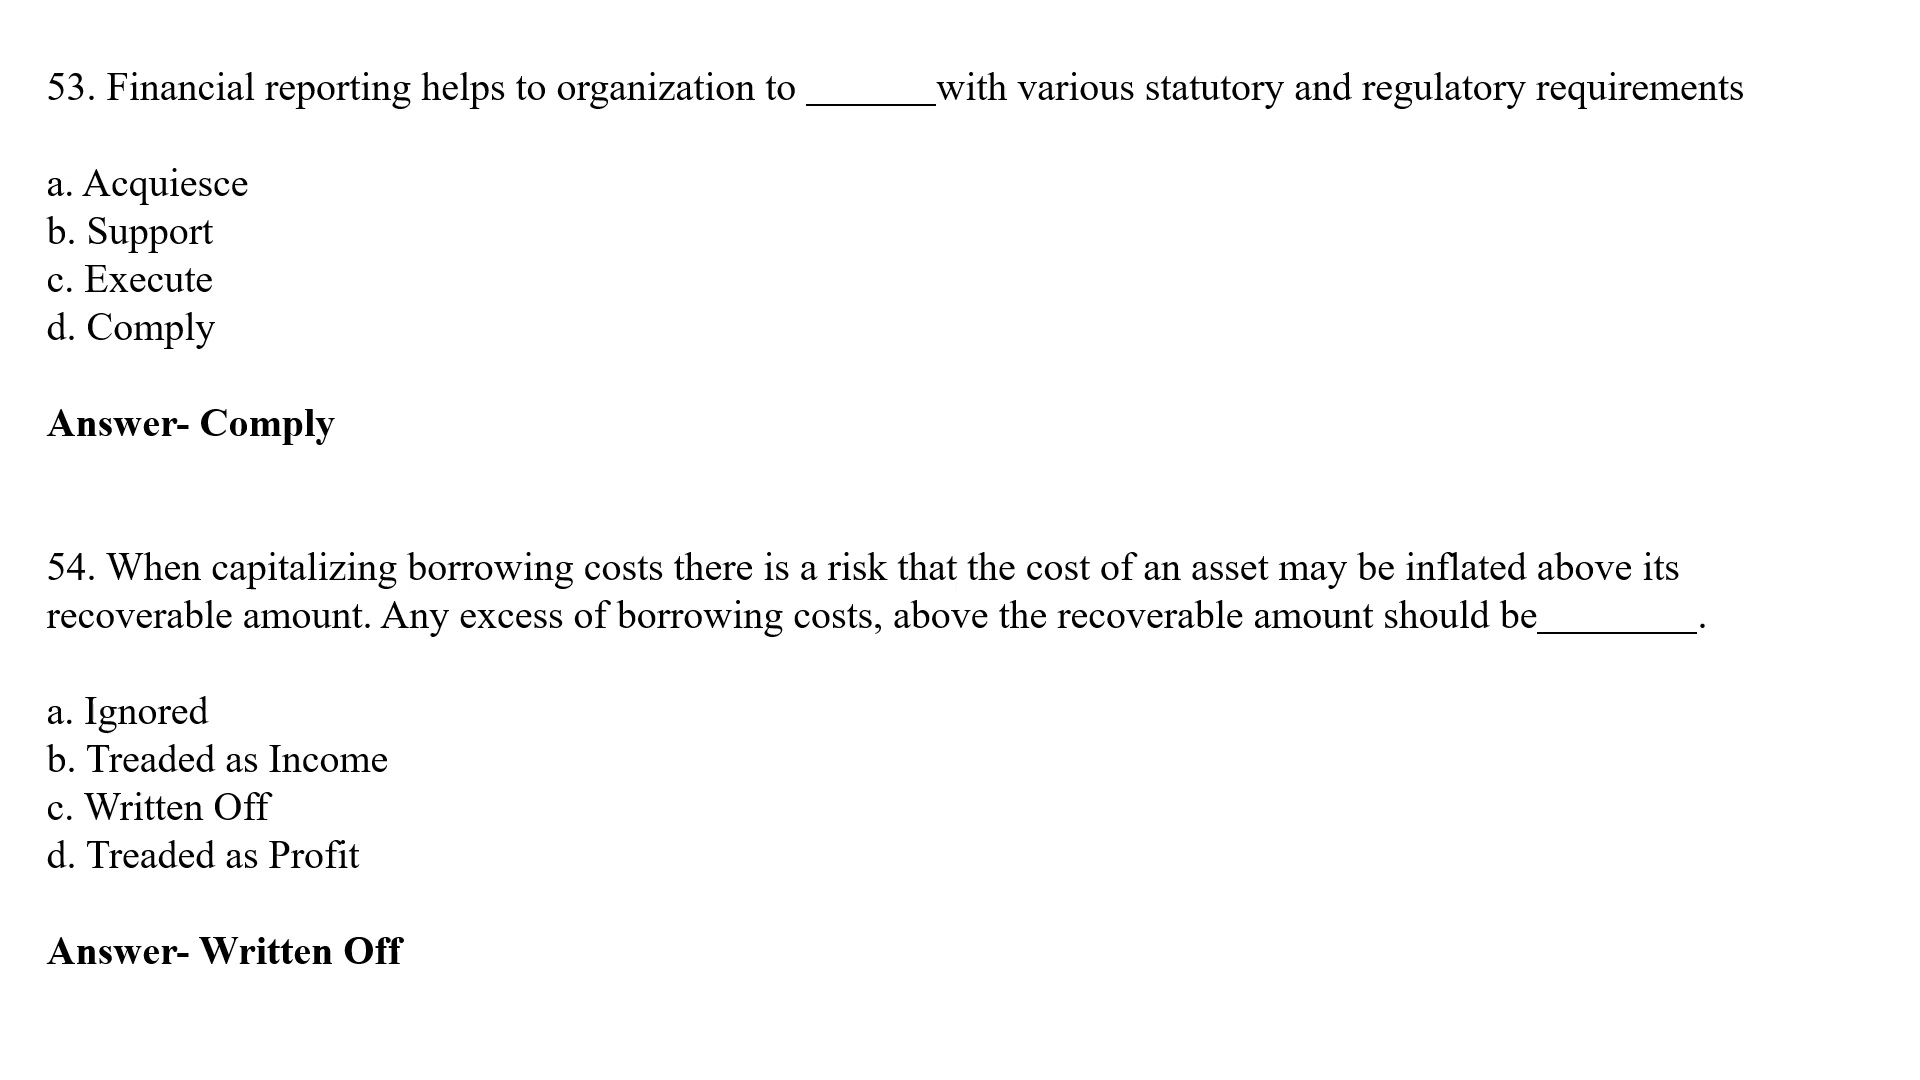 53. Financial reporting helps to organization to ______with various statutory and regulatory requirements
a. Acquiesce
b. Support
c. Execute
d. Comply
Answer- Comply
54. When capitalizing borrowing costs there is a risk that the cost of an asset may be inflated above its
recoverable amount. Any excess of borrowing costs, above the recoverable amount should be________.
a. Ignored
b. Treaded as Income
c. Written Off
d. Treaded as Profit
Answer- Written Off